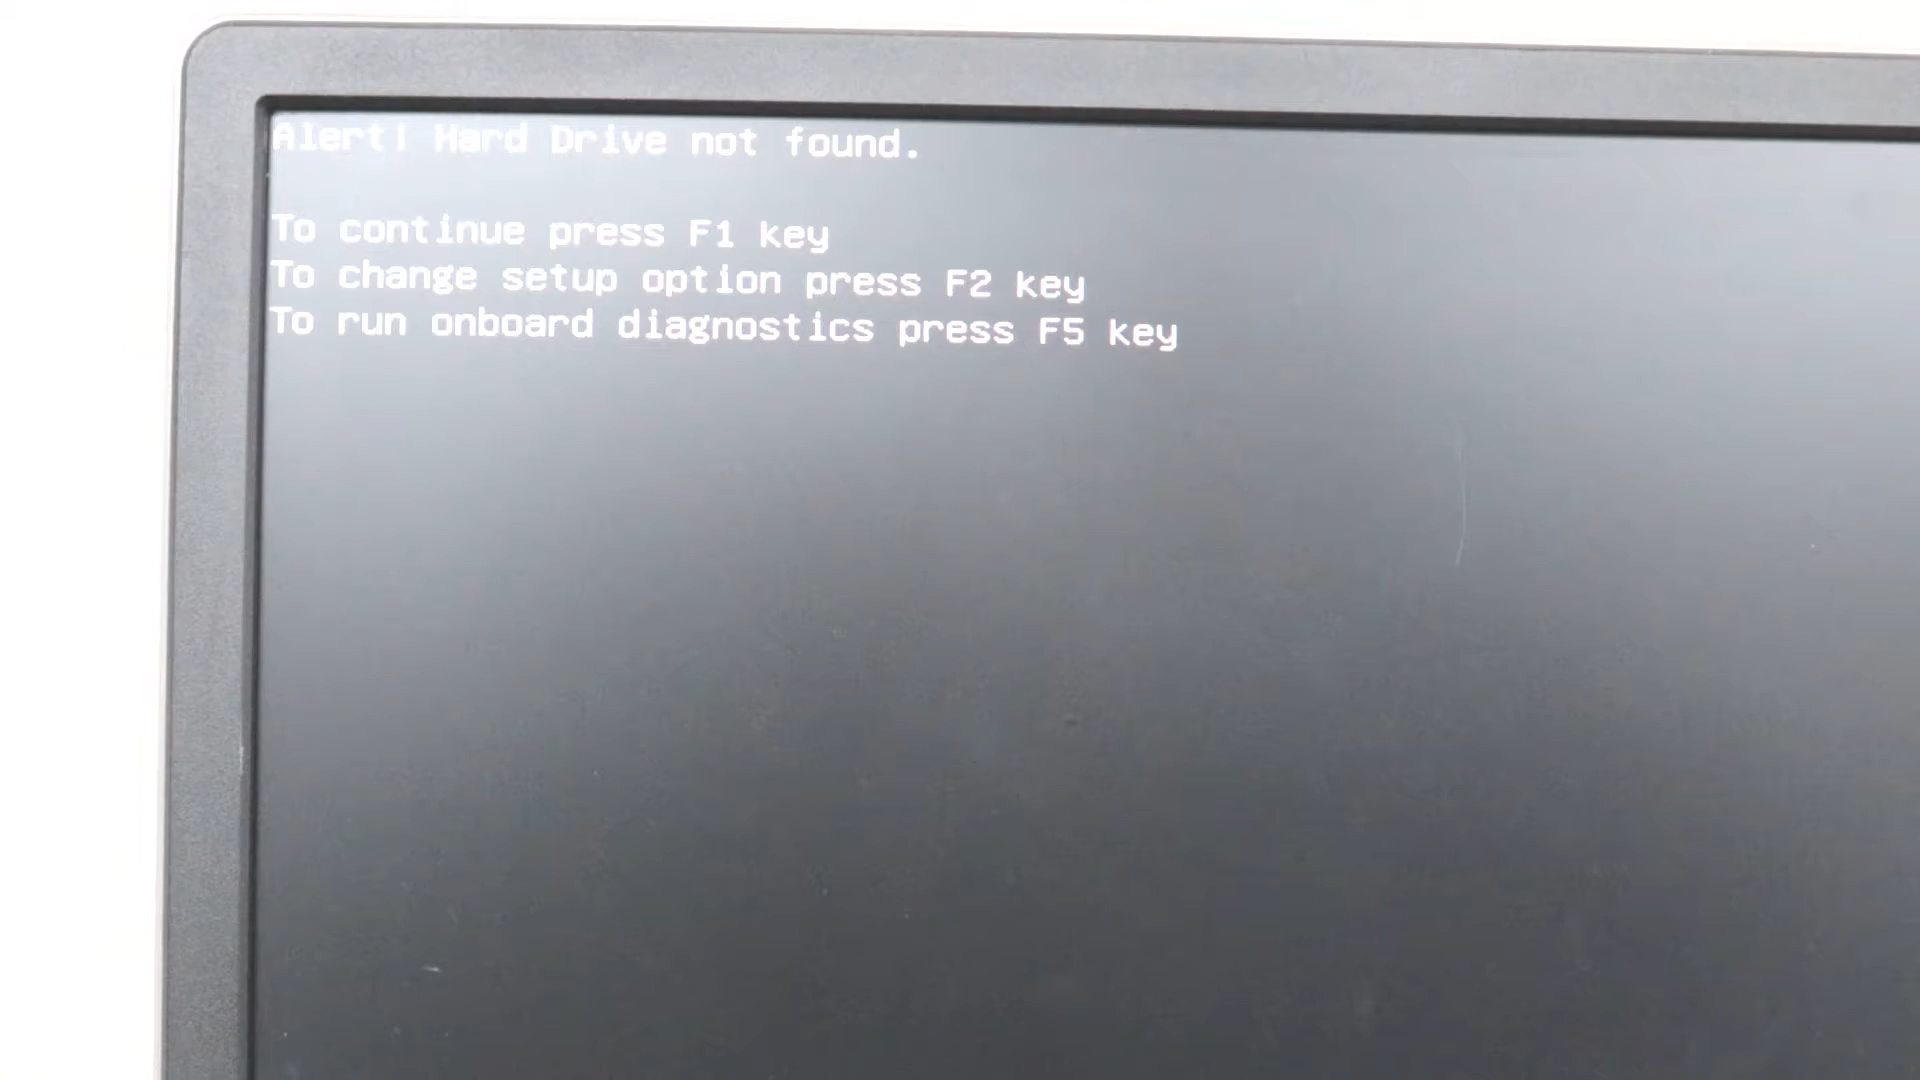 Alert! Hard Drive not found.
To continue press F1 key
To change setup option press F2 key
To run onboard diagnostics press F5 key